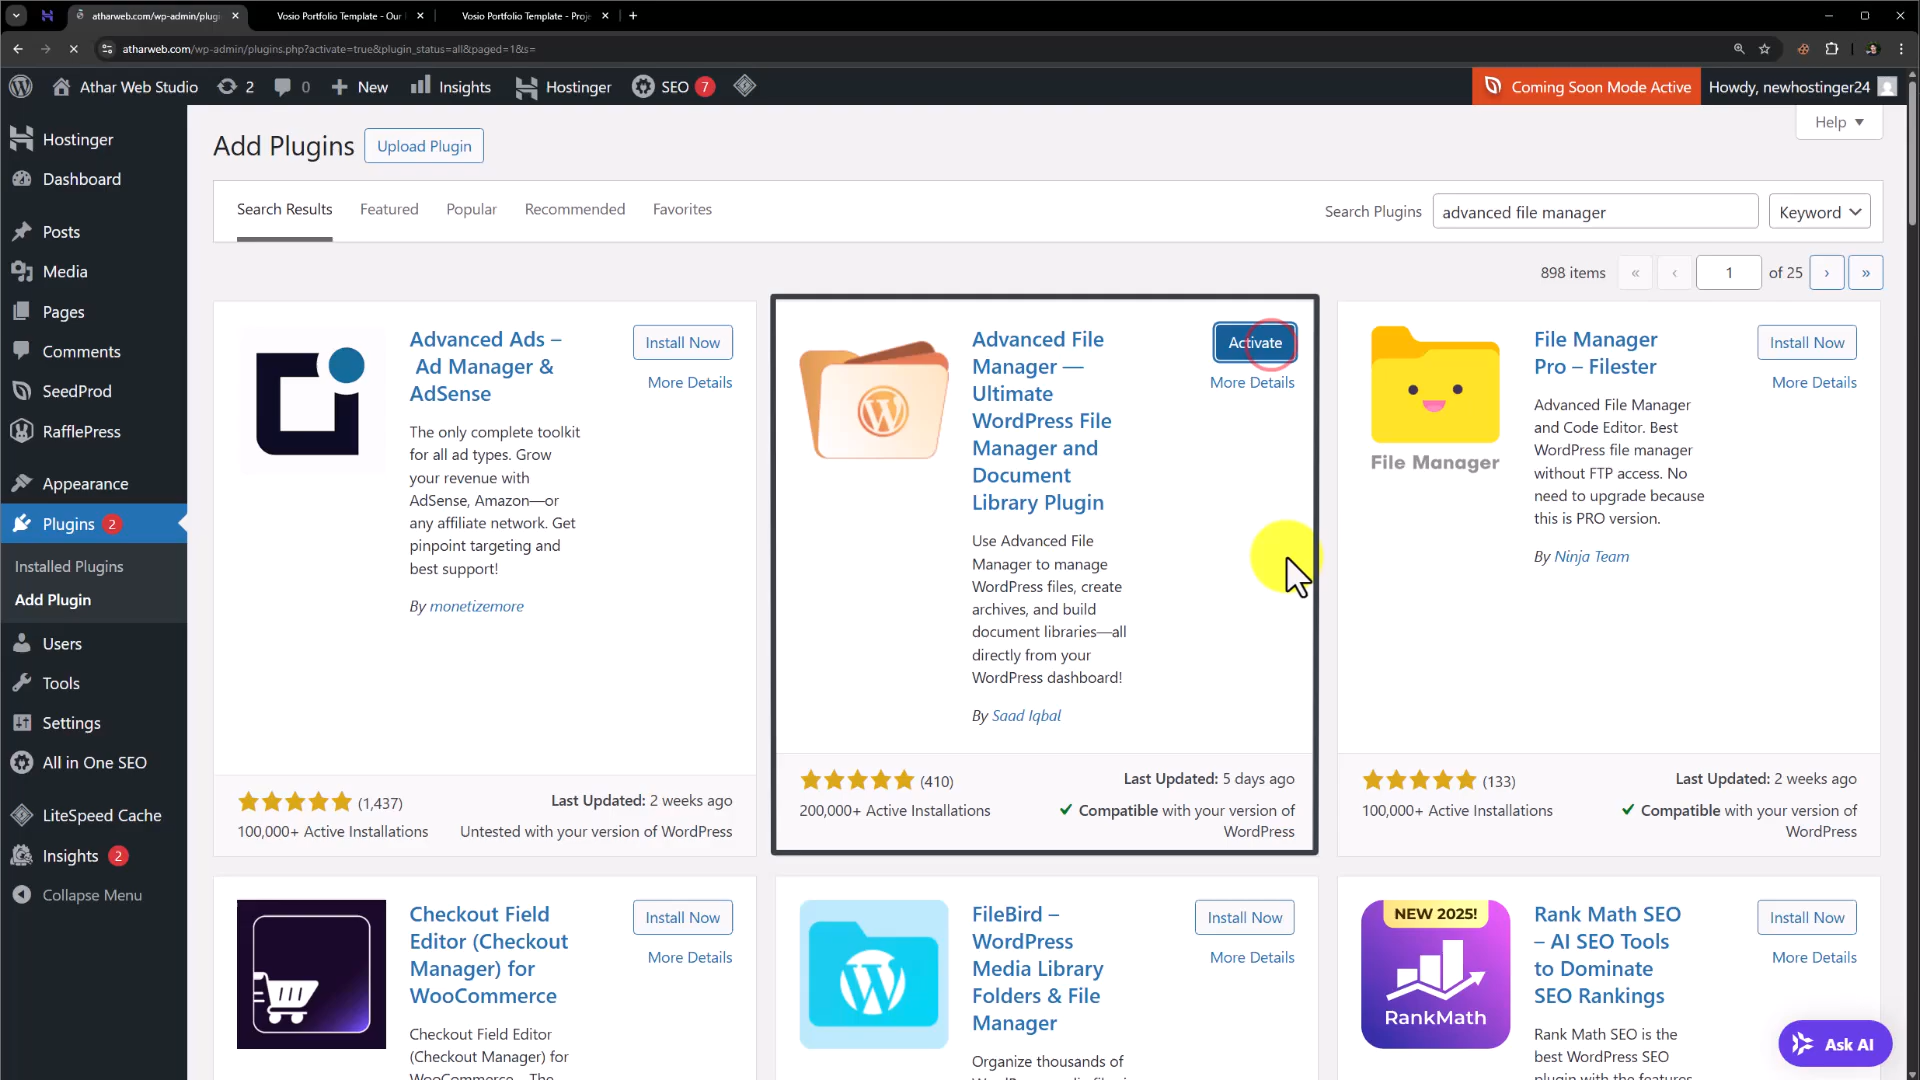 atharweb.com/wp-admin/plugi
Vosio Portfolio Template - Our
Vosio Portfolio Template - Proje
atharweb.com/wp-admin/plugins.php?activate=true&plugin_status=all&paged=1&s=
Athar Web Studio
2
0
New
Insights
Hostinger
SEO
7
Coming Soon Mode Active
Howdy, newhostinger24
Hostinger
Dashboard
Posts
Media
Pages
Comments
SeedProd
RafflePress
Appearance
Plugins 2
Installed Plugins
Add Plugin
Users
Tools
Settings
All in One SEO
LiteSpeed Cache
Insights 2
Collapse Menu
Help
Add Plugins
Upload Plugin
Search Results
Featured
Popular
Recommended
Favorites
Search Plugins
advanced file manager
Keyword
898 items
«
‹
1
of 25
›
»
Advanced Ads –
Ad Manager &
AdSense
Install Now
More Details
The only complete toolkit
for all ad types. Grow
your revenue with
AdSense, Amazon—or
any affiliate network. Get
pinpoint targeting and
best support!
By monetizemore
(1,437)
100,000+ Active Installations
Last Updated: 2 weeks ago
Untested with your version of WordPress
Advanced File
Manager —
Ultimate
WordPress File
Manager and
Document
Library Plugin
Activate
More Details
Use Advanced File
Manager to manage
WordPress files, create
archives, and build
document libraries—all
directly from your
WordPress dashboard!
By Saad Iqbal
(410)
200,000+ Active Installations
Last Updated: 5 days ago
Compatible with your version of
WordPress
File Manager
File Manager
Pro – Filester
Install Now
More Details
Advanced File Manager
and Code Editor. Best
WordPress file manager
without FTP access. No
need to upgrade because
this is PRO version.
By Ninja Team
(133)
100,000+ Active Installations
Last Updated: 2 weeks ago
Compatible with your version of
WordPress
Checkout Field
Editor (Checkout
Manager) for
WooCommerce
Install Now
More Details
Checkout Field Editor
(Checkout Manager) for
WooCommerce – The
FileBird –
WordPress
Media Library
Folders & File
Manager
Install Now
More Details
Organize thousands of
NEW 2025!
RankMath
Rank Math SEO
– AI SEO Tools
to Dominate
SEO Rankings
Install Now
More Details
Rank Math SEO is the
best WordPress SEO
plugin with the features
Ask AI